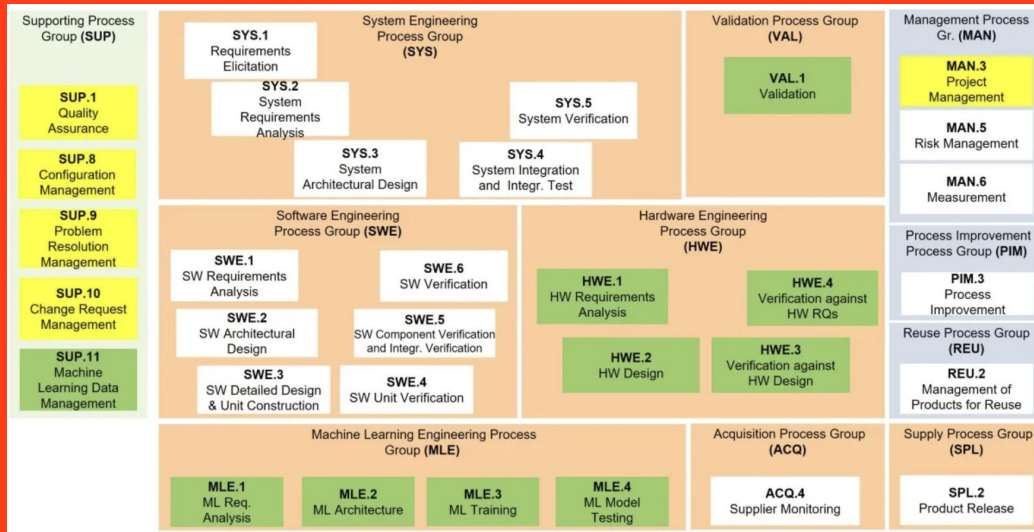 Supporting Process
Group (SUP)
SUP.1
Quality
Assurance
SUP.8
Configuration
Management
SUP.9
Problem
Resolution
Management
SUP.10
Change Request
Management
SUP.11
Machine
Learning Data
Management
System Engineering
Process Group
(SYS)
SYS.1
Requirements
Elicitation
SYS.2
System
Requirements
Analysis
SYS.3
System
Architectural Design
SYS.5
System Verification
SYS.4
System Integration
and Integr. Test
Validation Process Group
(VAL)
VAL.1
Validation
Management Process
Gr. (MAN)
MAN.3
Project
Management
MAN.5
Risk Management
MAN.6
Measurement
Software Engineering
Process Group (SWE)
SWE.1
SW Requirements
Analysis
SWE.2
SW Architectural
Design
SWE.3
SW Detailed Design
& Unit Construction
SWE.6
SW Verification
SWE.5
SW Component Verification
and Integr. Verification
SWE.4
SW Unit Verification
Hardware Engineering
Process Group
(HWE)
HWE.1
HW Requirements
Analysis
HWE.2
HW Design
HWE.4
Verification against
HW RQs
HWE.3
Verification against
HW Design
Process Improvement
Process Group (PIM)
PIM.3
Process
Improvement
Reuse Process Group
(REU)
REU.2
Management of
Products for Reuse
Machine Learning Engineering Process
Group (MLE)
MLE.1
ML Req.
Analysis
MLE.2
ML Architecture
MLE.3
ML Training
MLE.4
ML Model
Testing
Acquisition Process Group
(ACQ)
ACQ.4
Supplier Monitoring
Supply Process Group
(SPL)
SPL.2
Product Release